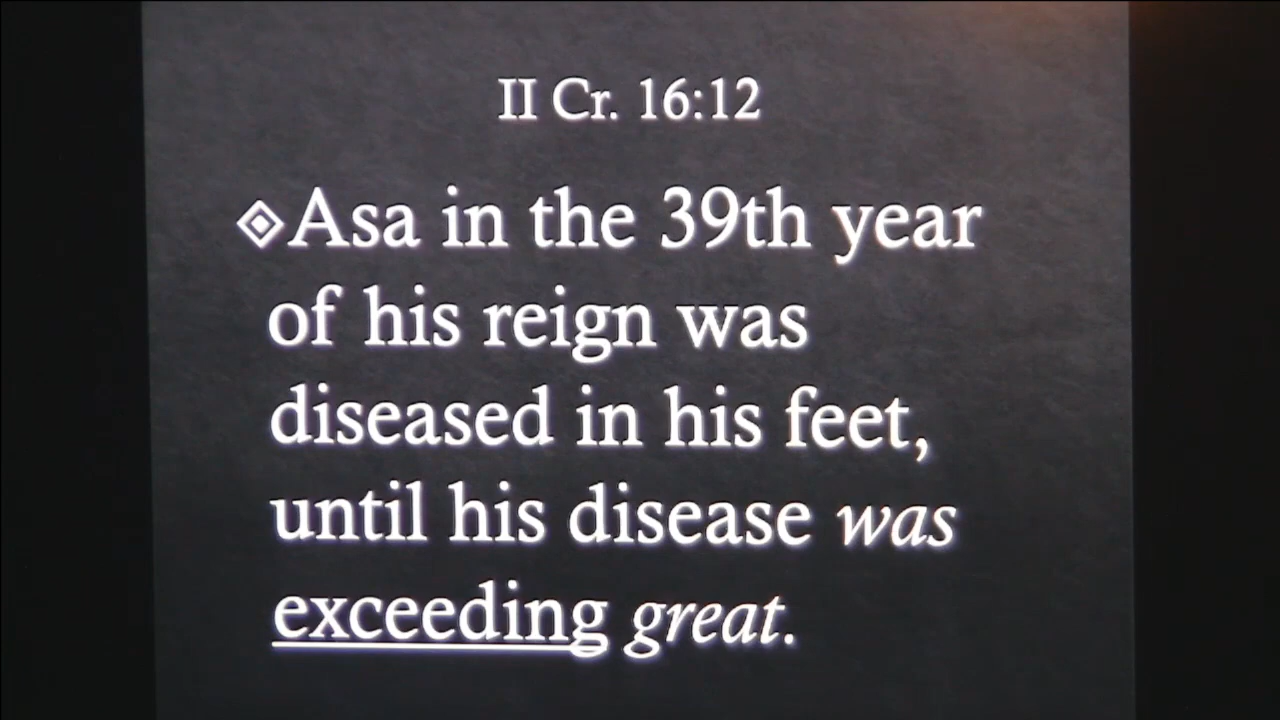 II Cr. 16:12
Asa in the 39th year
of his reign was
diseased in his feet,
until his disease was
exceeding great.